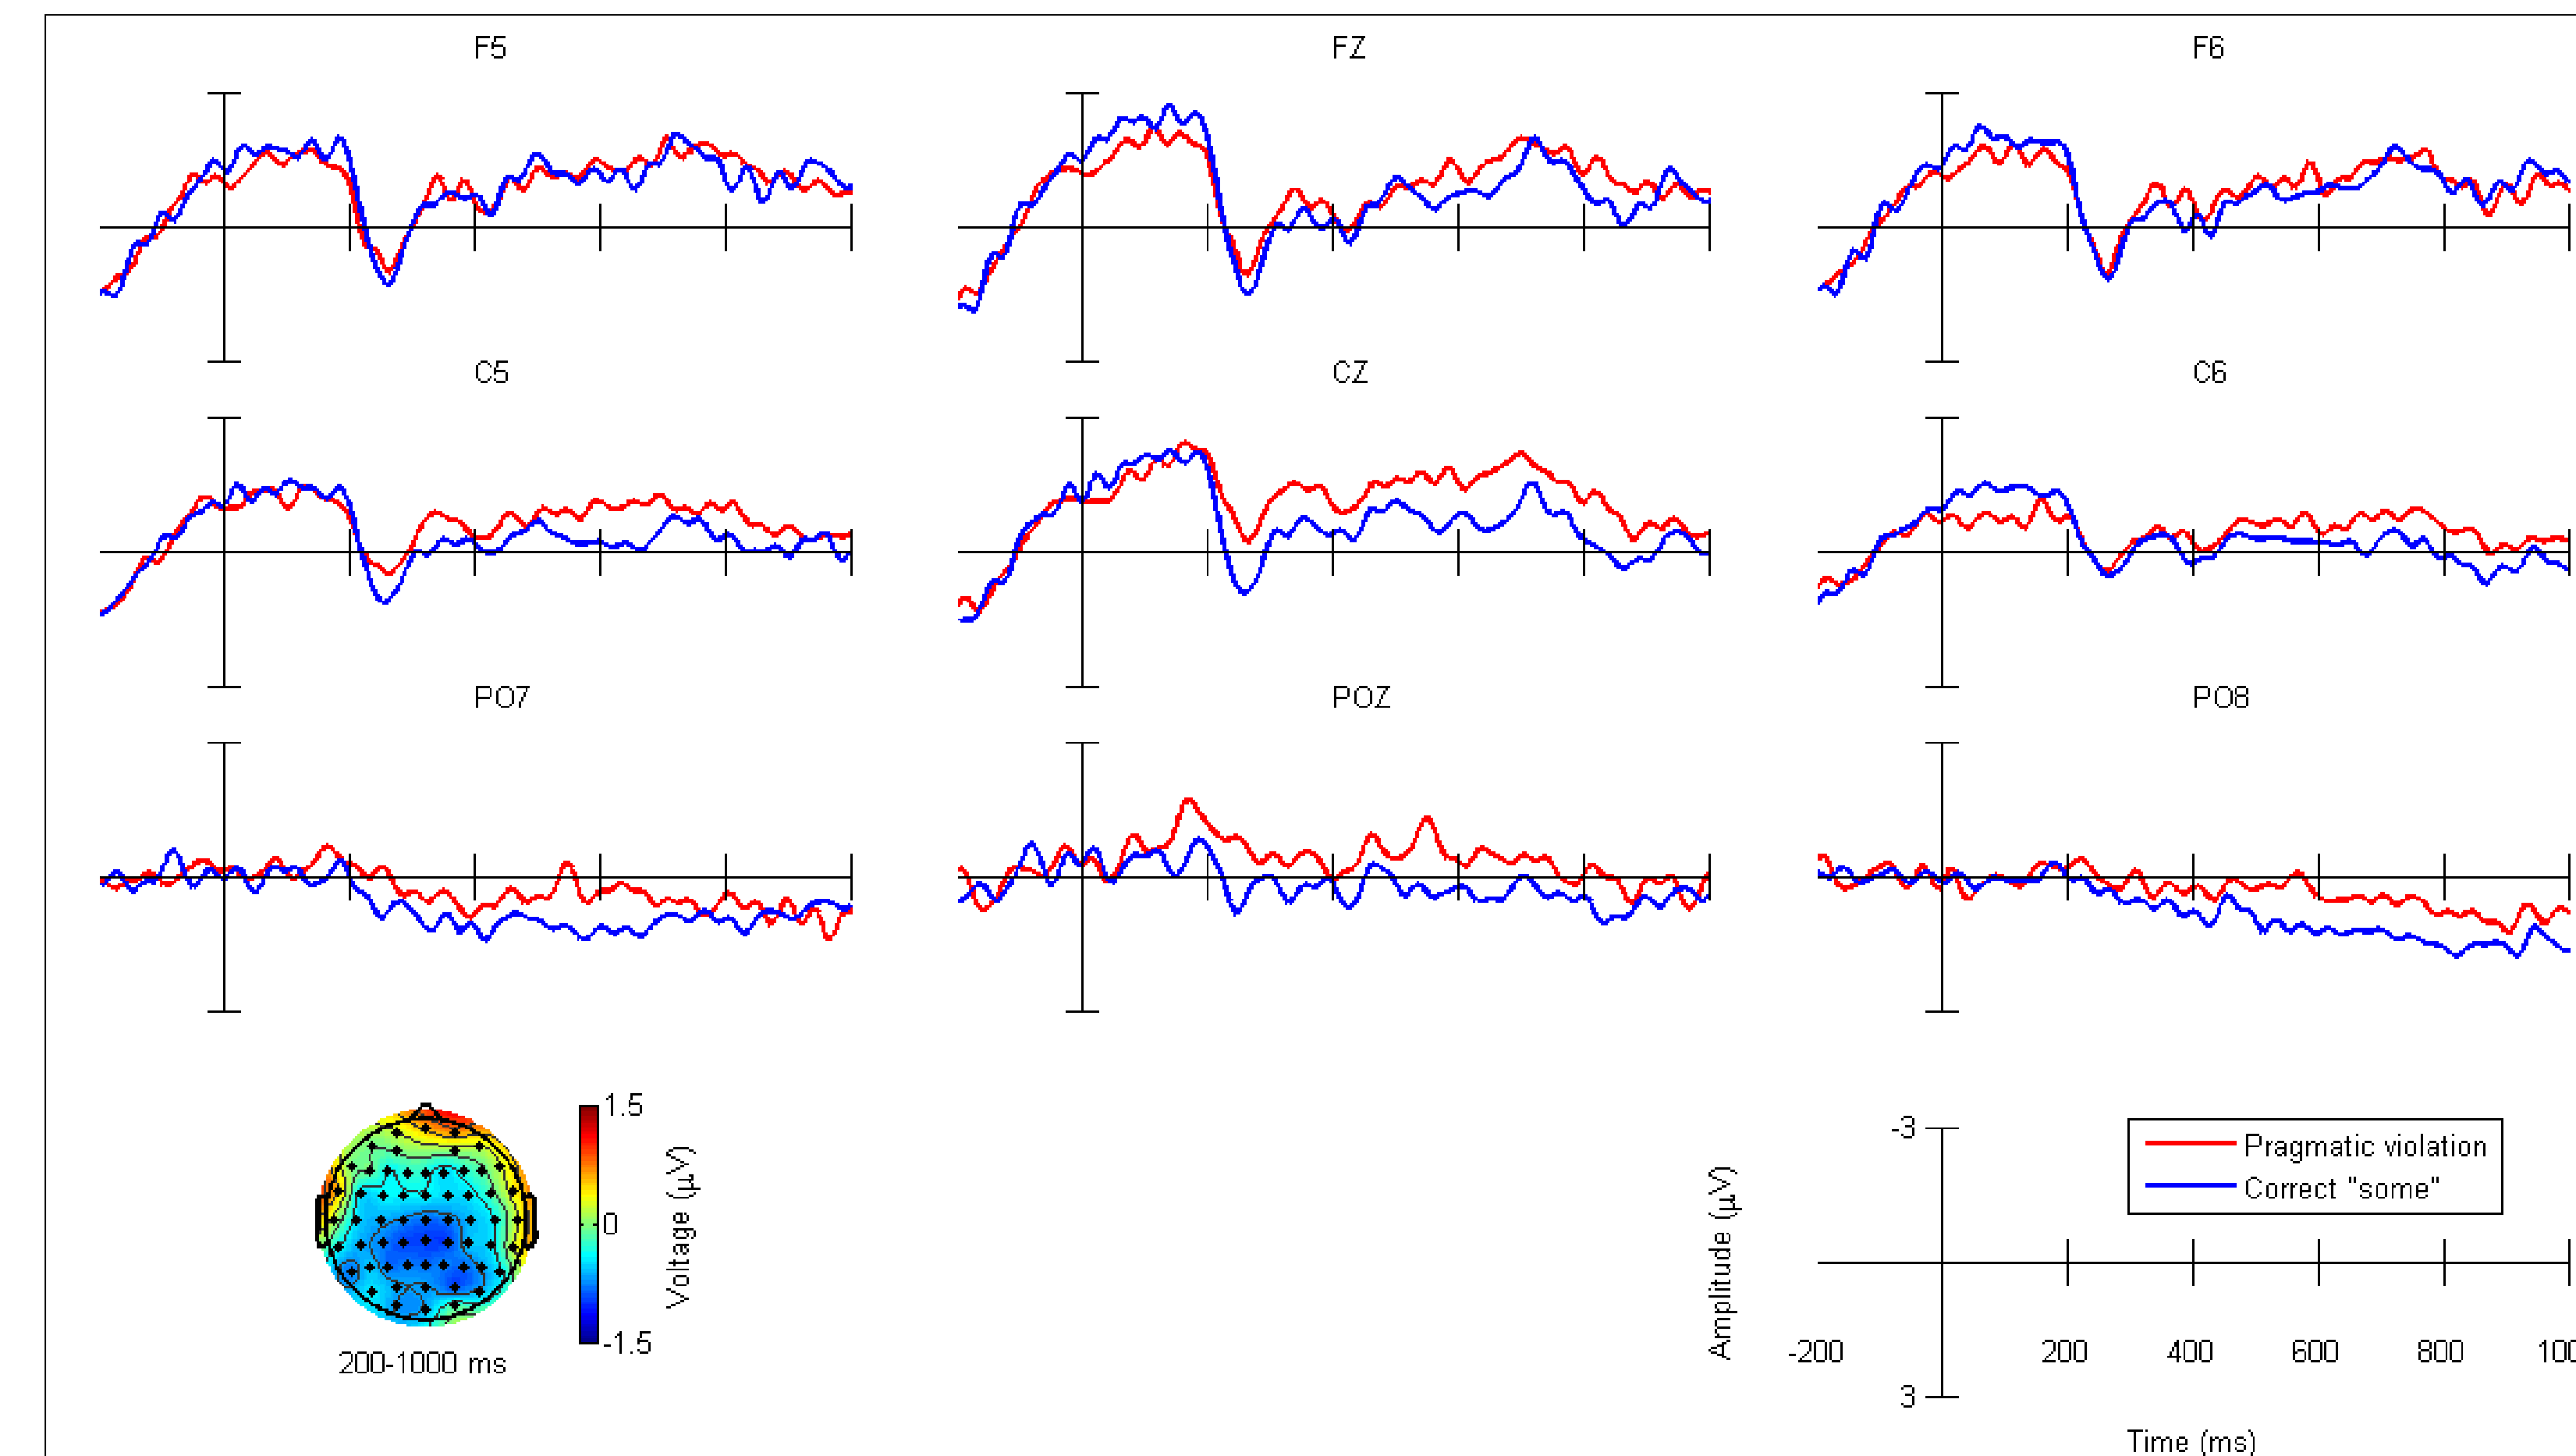 F5
FZ
F6
C5
CZ
C6
PO7
POZ
PO8
1.5
0
-1.5
Voltage (µV)
200-1000 ms
-3
3
Amplitude (µV)
Pragmatic violation
Correct "some"
-200
200
400
600
800
Time (ms)